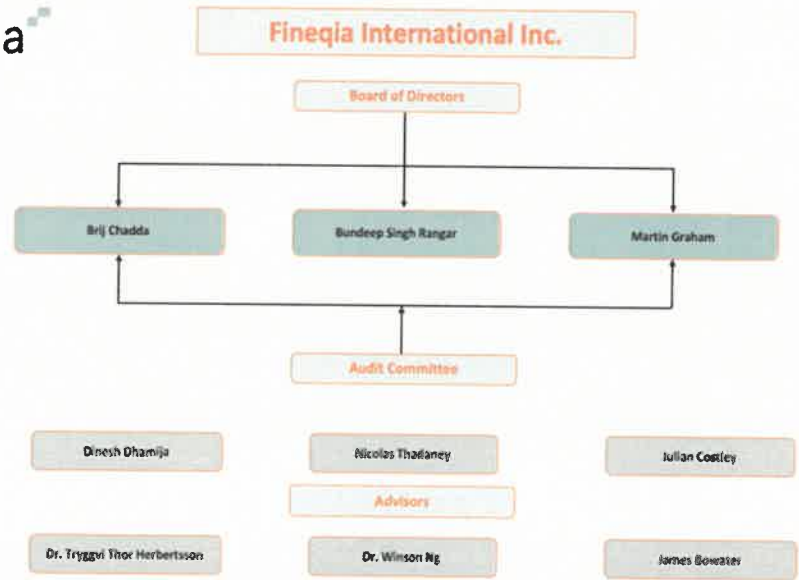 a
Fineqia International Inc.
Board of Directors
Brij Chadda
Bundeep Singh Rangar
Martin Graham
Audit Committee
Dinesh Dhamija
Nicolas Thadaney
Julian Costley
Advisors
Dr. Tryggvi Thor Herbertsson
Dr. Winson Ng
James Bowater